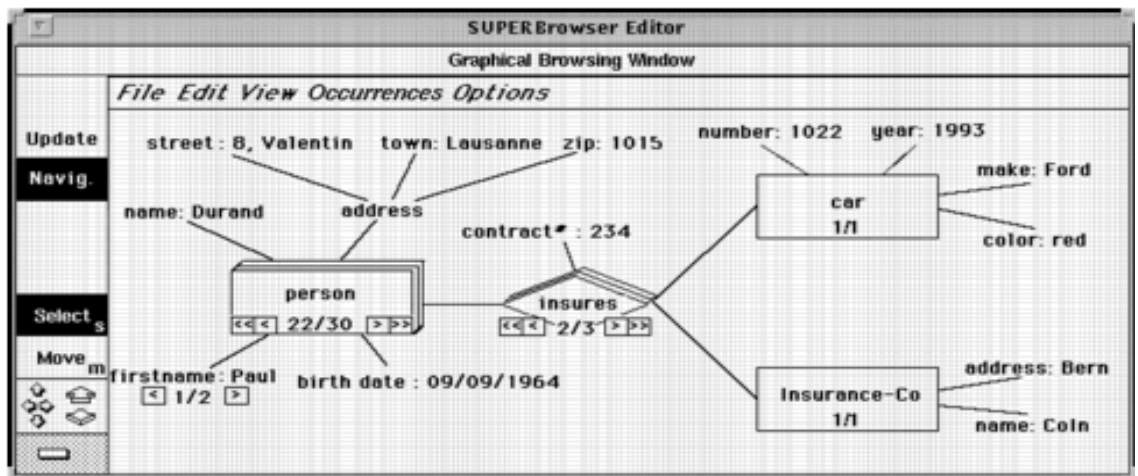 SUPERBrowser Editor
Graphical Browsing Window
File Edit View Occurrences Options
Update
Navig.
Select s
Move m
street : 8, Valentin town: Lausanne zip: 1015
name: Durand address
contract# : 234
person
<< < 22/30 > >>
firstname: Paul
< 1/2 >
birth date : 09/09/1964
insures
<< < 2/3 > >>
number: 1022 year: 1993
make: Ford
car
1/1
color: red
address: Bern
Insurance-Co
1/1
name: Coln